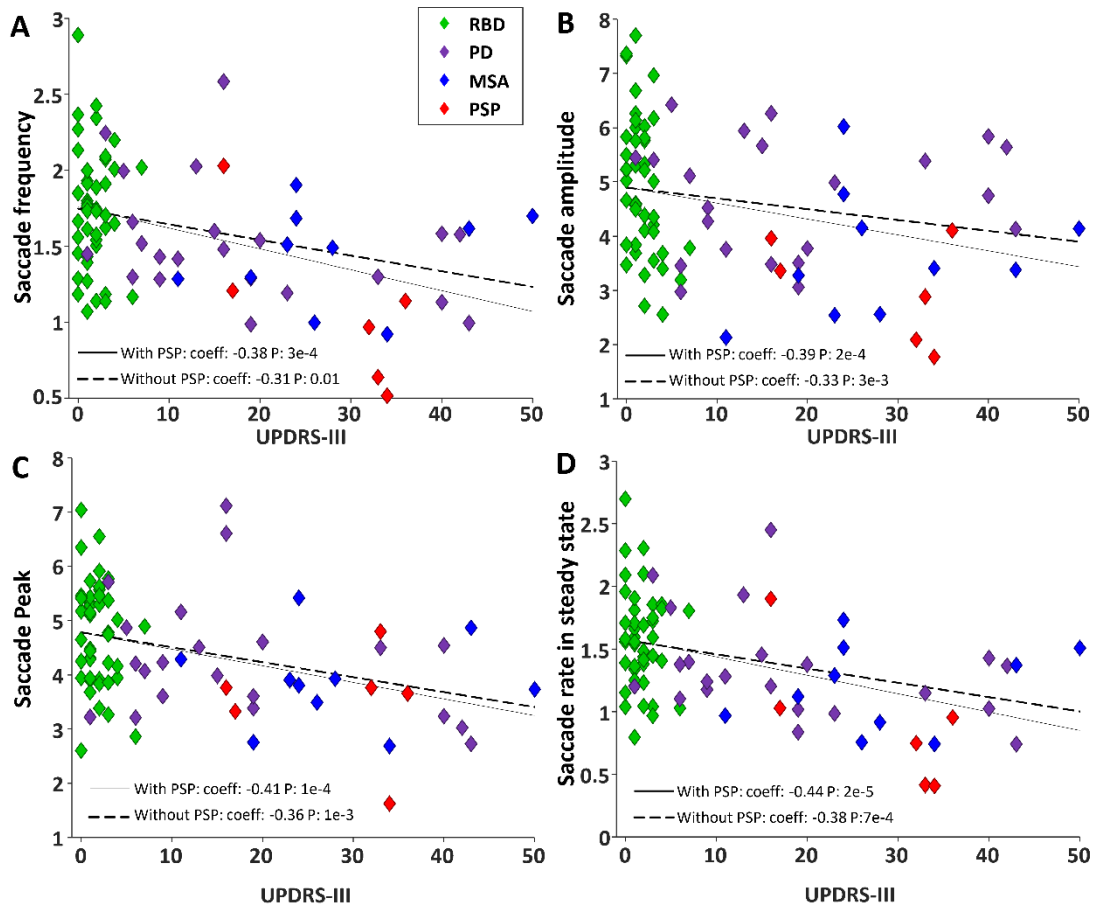 A
Saccade frequency
3
2.5
2
1.5
1
0.5
0 10 20 30 40 50
UPDRS-III
RBD
PD
MSA
PSP
With PSP: coeff: -0.38 P: 3e-4
Without PSP: coeff: -0.31 P: 0.01
B
Saccade amplitude
8
7
6
5
4
3
2
1
0 10 20 30 40 50
UPDRS-III
With PSP: coeff: -0.39 P: 2e-4
Without PSP: coeff: -0.33 P: 3e-3
C
Saccade Peak
8
7
6
5
4
3
2
1
0 10 20 30 40 50
UPDRS-III
With PSP: coeff: -0.41 P: 1e-4
Without PSP: coeff: -0.36 P: 1e-3
D
Saccade rate in steady state
3
2.5
2
1.5
1
0.5
0
0 10 20 30 40 50
UPDRS-III
With PSP: coeff: -0.44 P: 2e-5
Without PSP: coeff: -0.38 P:7e-4